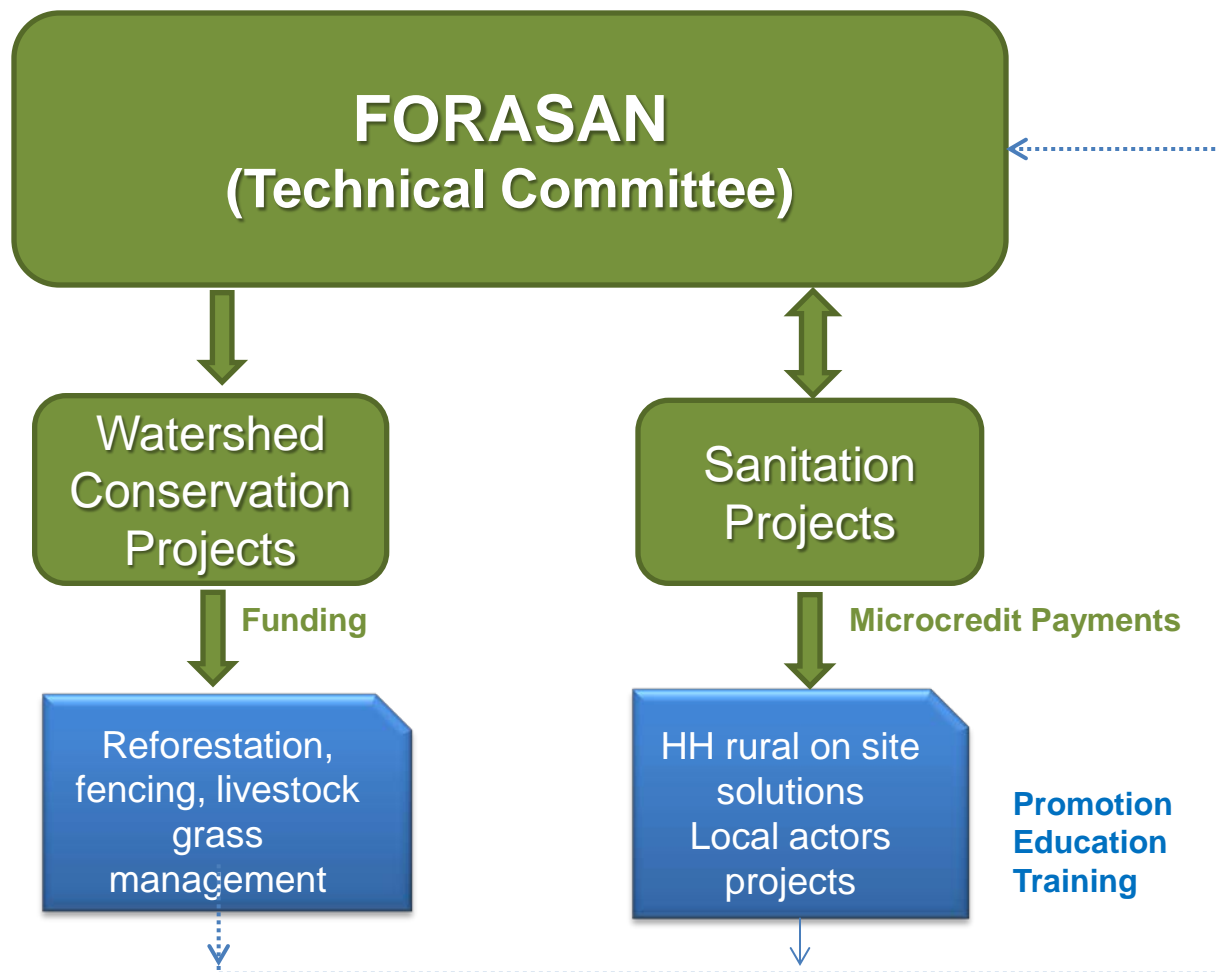 FORASAN
(Technical Committee)
Watershed
Conservation
Projects
Sanitation
Projects
Funding
Microcredit Payments
Reforestation,
fencing, livestock
grass
management
HH rural on site
solutions
Local actors
projects
Promotion
Education
Training